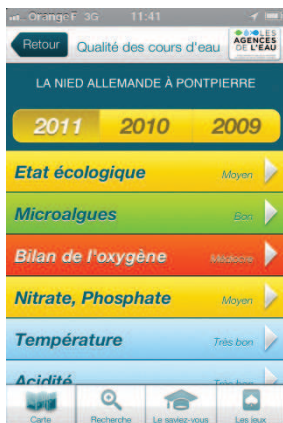 Orange F 3G 11:41
Retour Qualité des cours d'eau
LES AGENCES DE L'EAU
LA NIED ALLEMANDE À PONTPIERRE
2011 2010 2009
Etat écologique Moyen
Microalgues Bon
Bilan de l'oxygène Médiocre
Nitrate, Phosphate Moyen
Température Très bon
Acidité Très bon
Carte Recherche Le saviez-vous Les jeux